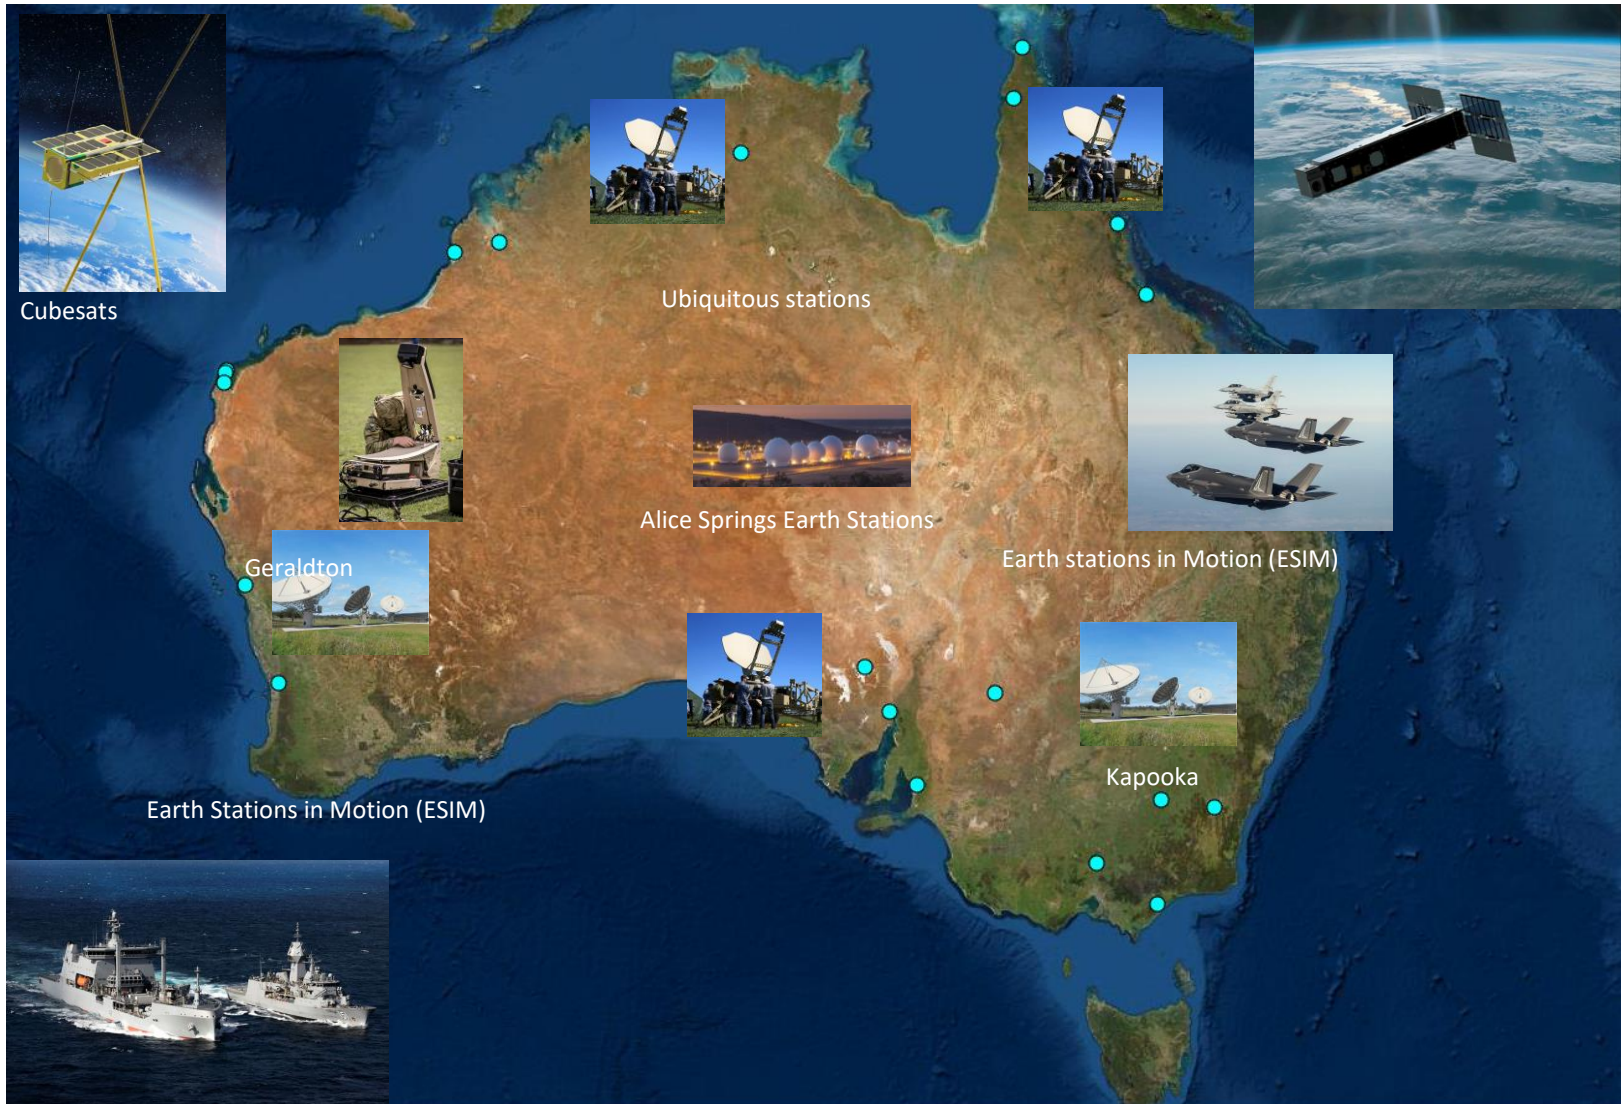 Cubesats
Ubiquitous stations
Alice Springs Earth Stations
Earth stations in Motion (ESIM)
Geraldton
Kapooka
Earth Stations in Motion (ESIM)